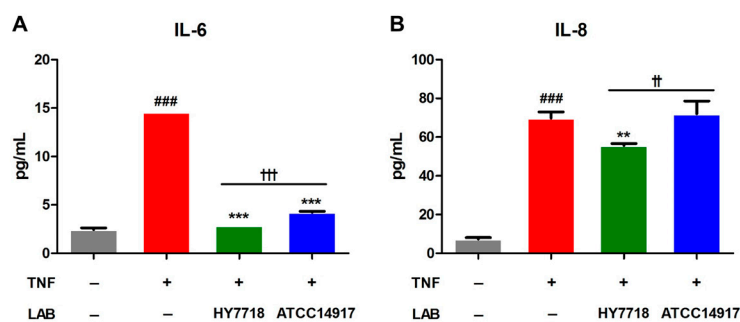 A
IL-6
pg/mL
20
15
10
5
0
###
†††
***
***
TNF – + + +
LAB – – HY7718 ATCC14917
B
IL-8
pg/mL
100
80
60
40
20
0
###
††
**
TNF – + + +
LAB – – HY7718 ATCC14917